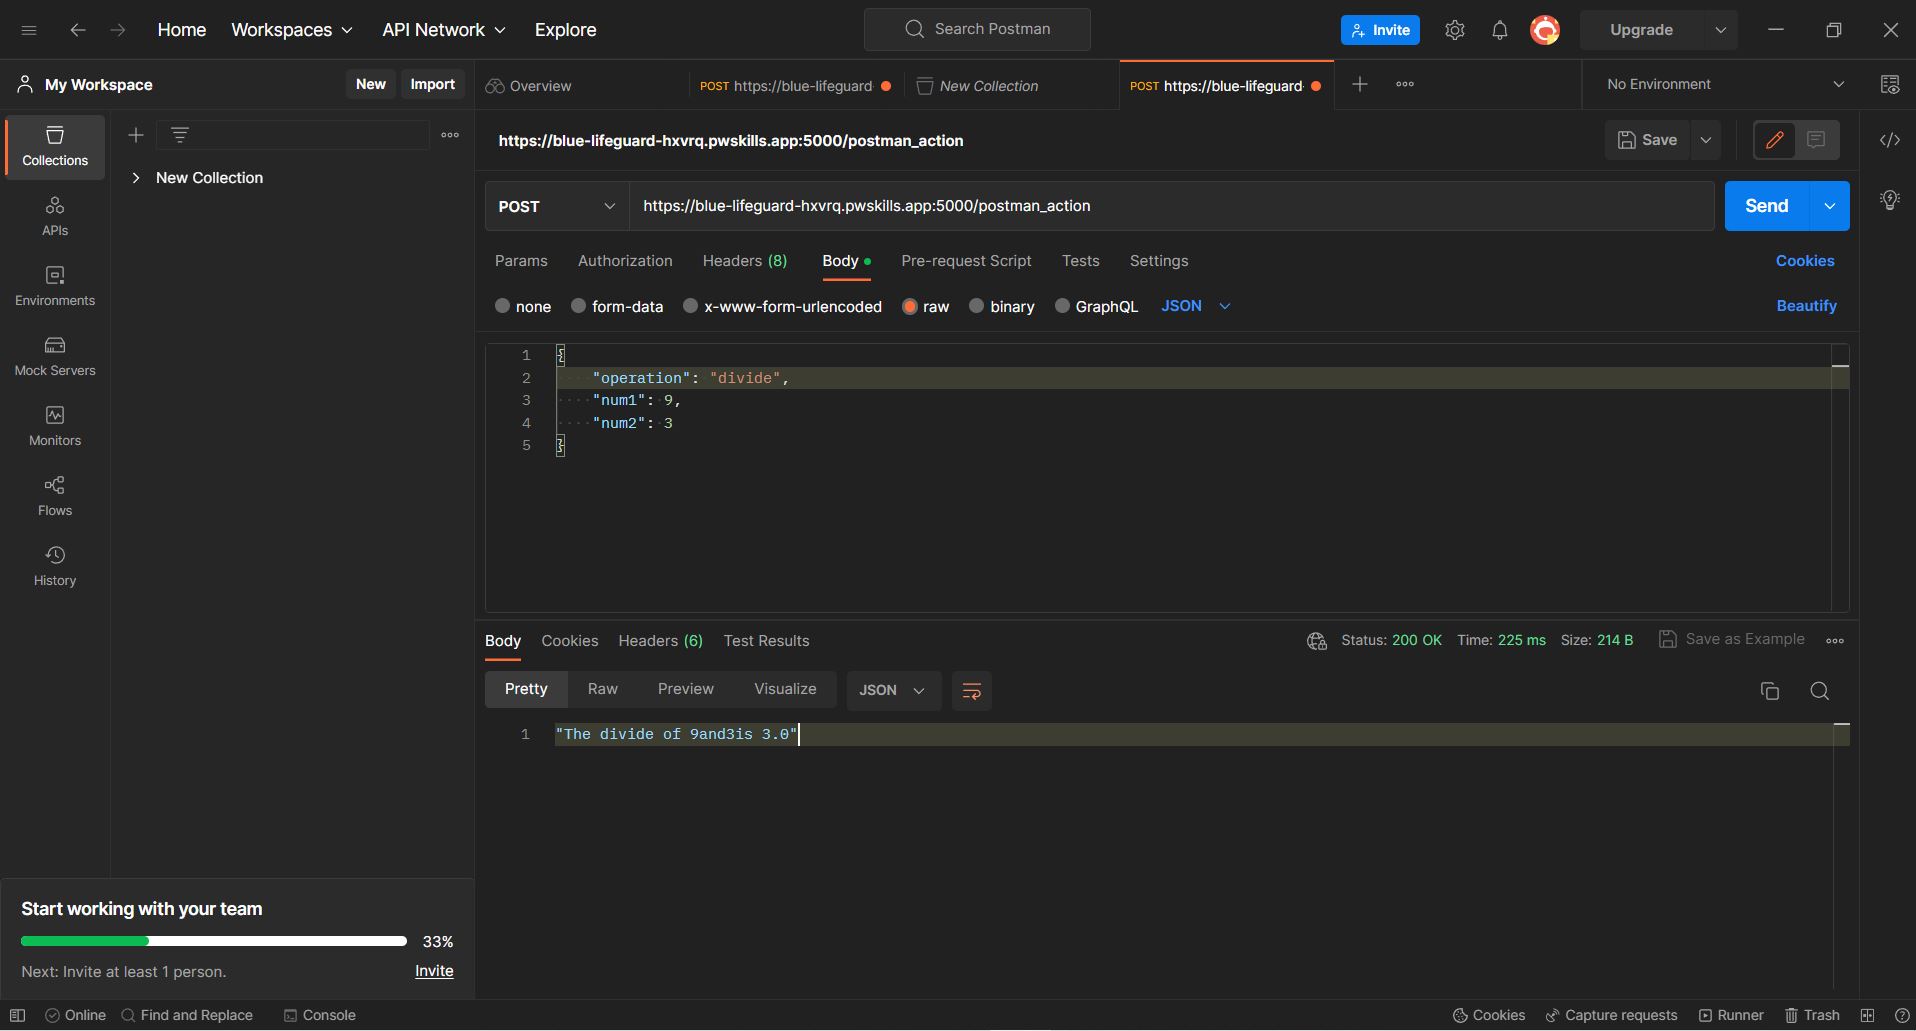 Home Workspaces API Network Explore Search Postman Invite Upgrade
My Workspace New Import Overview POST https://blue-lifeguard- New Collection POST https://blue-lifeguard- No Environment
Collections
New Collection
APIs
Environments
Mock Servers
Monitors
Flows
History
https://blue-lifeguard-hxvrq.pwskills.app:5000/postman_action Save
POST https://blue-lifeguard-hxvrq.pwskills.app:5000/postman_action Send
Params Authorization Headers (8) Body Pre-request Script Tests Settings Cookies
none form-data x-www-form-urlencoded raw binary GraphQL JSON Beautify
1 {
2 "operation": "divide",
3 "num1": 9,
4 "num2": 3
5 }
Body Cookies Headers (6) Test Results Status: 200 OK Time: 225 ms Size: 214 B Save as Example
Pretty Raw Preview Visualize JSON
1 "The divide of 9and3is 3.0"
Start working with your team
33%
Next: Invite at least 1 person. Invite
Online Find and Replace Console Cookies Capture requests Runner Trash